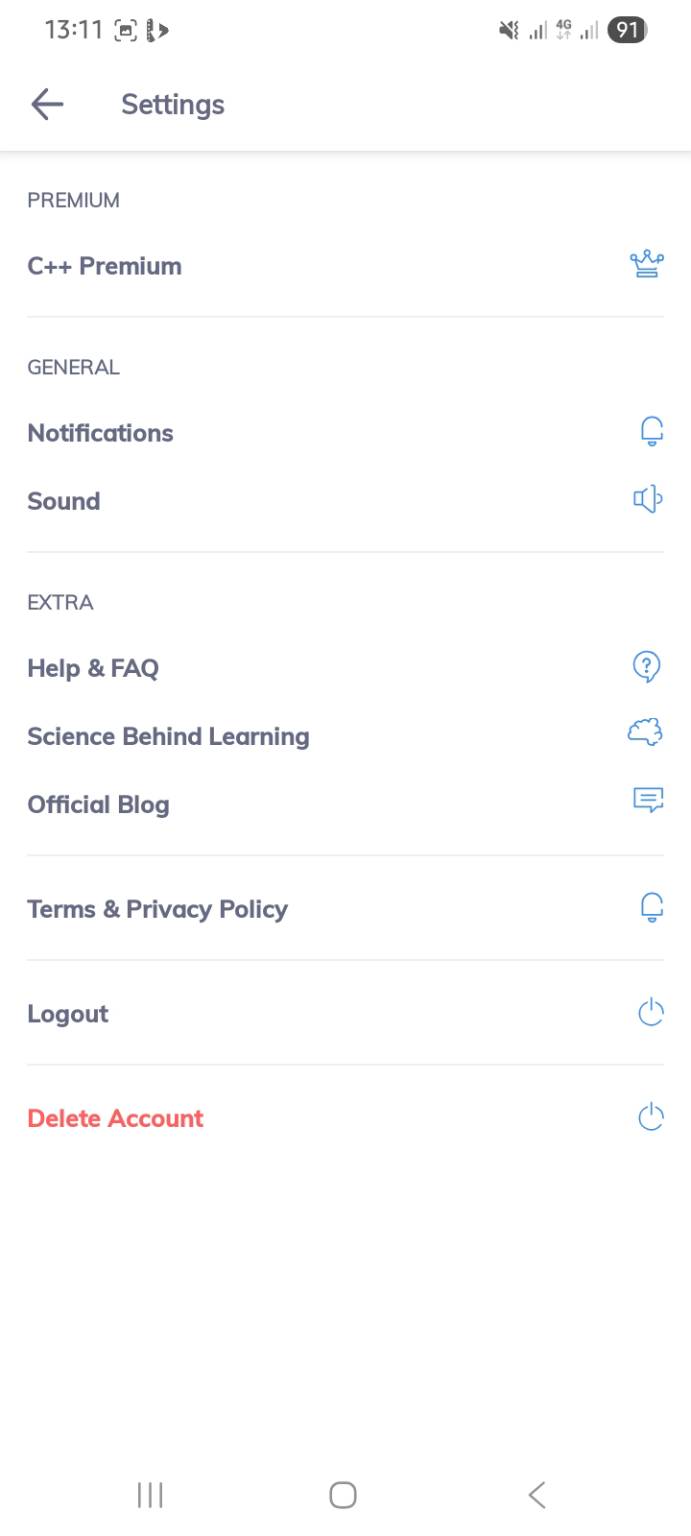 13:11 4G 91
Settings
PREMIUM
C++ Premium
GENERAL
Notifications
Sound
EXTRA
Help & FAQ
Science Behind Learning
Official Blog
Terms & Privacy Policy
Logout
Delete Account